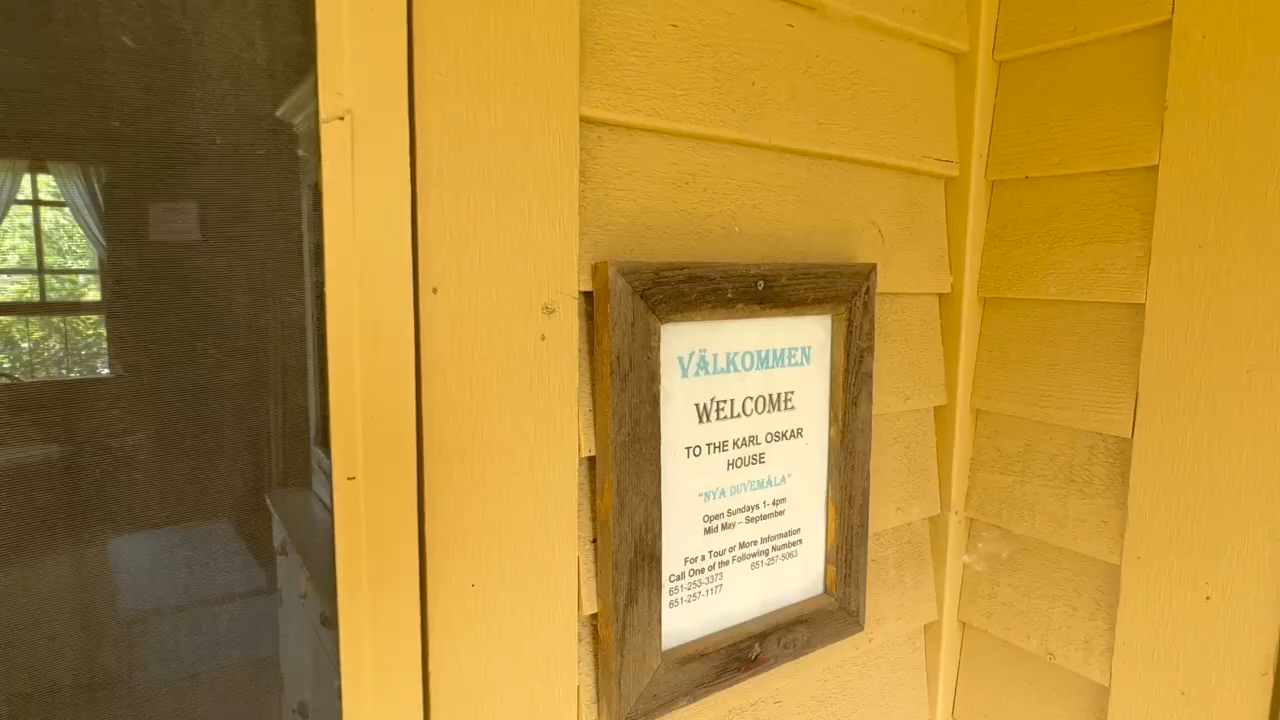 VÄLKOMMEN
WELCOME
TO THE KARL OSKAR
HOUSE
"NYA DUVEMÅLA"
Open Sundays 1- 4pm
Mid May – September
For a Tour or More Information
Call One of the Following Numbers
651-253-3373 651-257-5063
651-257-1177